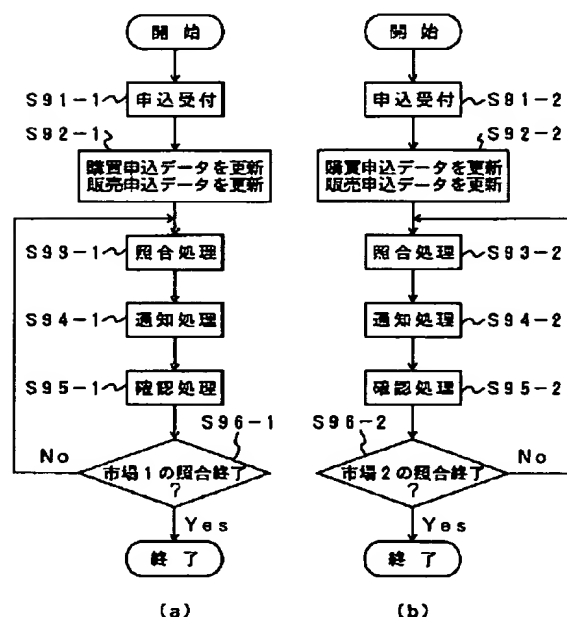 開始
S91-1
申込受付
S92-1
購買申込データを更新
販売申込データを更新
S93-1
照合処理
S94-1
通知処理
S95-1
確認処理
S96-1
No
市場1の照合終了
?
Yes
終了
(a)
開始
申込受付
S91-2
S92-2
購買申込データを更新
販売申込データを更新
照合処理
S93-2
通知処理
S94-2
確認処理
S95-2
S96-2
市場2の照合終了
?
No
Yes
終了
(b)